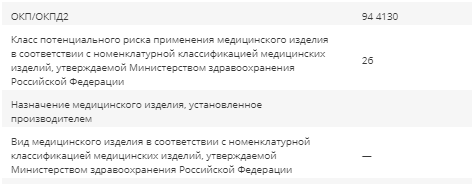 ОКП/ОКПД2 94 4130
Класс потенциального риска применения медицинского изделия
в соответствии с номенклатурной классификацией медицинских
изделий, утверждаемой Министерством здравоохранения
Российской Федерации
2б
Назначение медицинского изделия, установленное
производителем
Вид медицинского изделия в соответствии с номенклатурной
классификацией медицинских изделий, утверждаемой
Министерством здравоохранения Российской Федерации
—